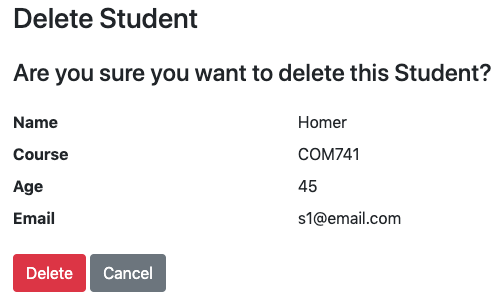 Delete Student
Are you sure you want to delete this Student?
Name Homer
Course COM741
Age 45
Email s1@email.com
Delete Cancel